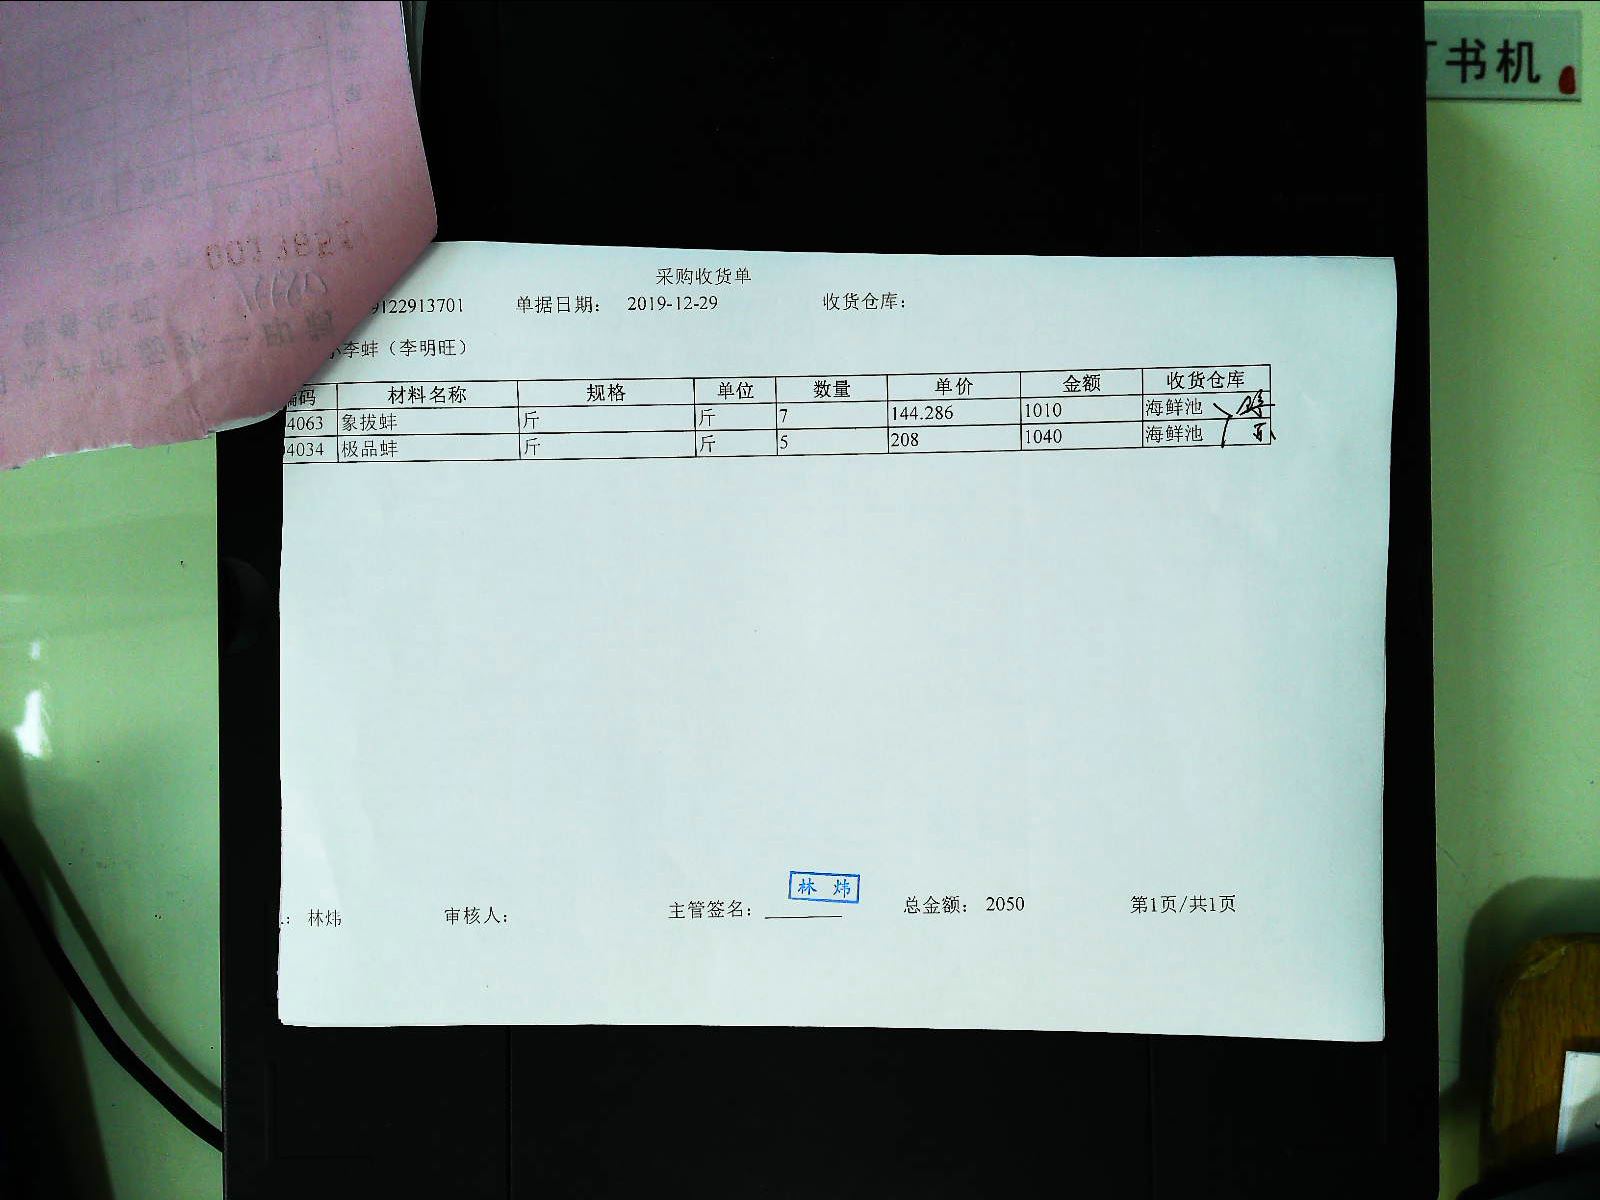 书机
采购收货单
9122913701 单据日期： 2019-12-29 收货仓库：
李蚌（李明旺）
编码 材料名称 规格 单位 数量 单价 金额 收货仓库
4063 象拔蚌 斤 斤 7 144.286 1010 海鲜池
4034 极品蚌 斤 斤 5 208 1040 海鲜池
林 炜
：林炜 审核人： 主管签名： 总金额： 2050 第1页/共1页